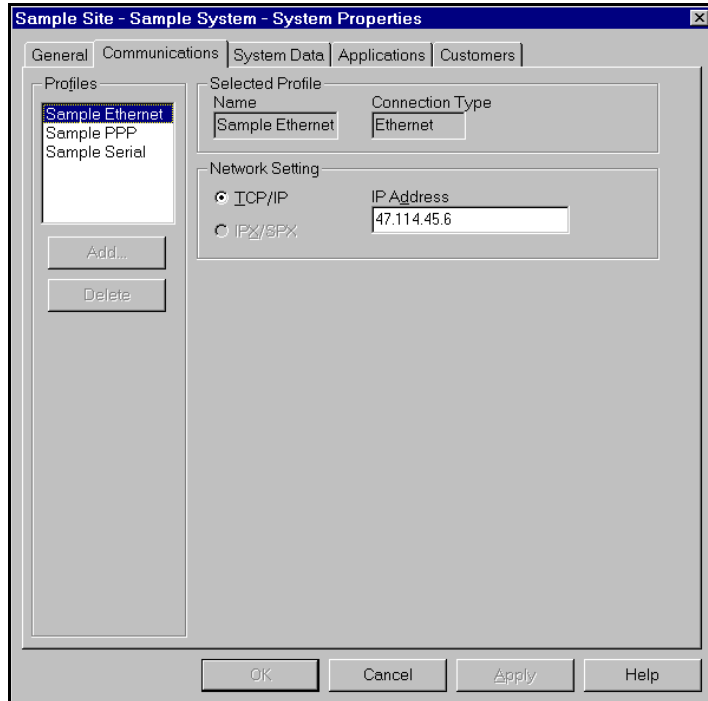 Sample Site - Sample System - System Properties
General Communications System Data Applications Customers
Profiles
Sample Ethernet
Sample PPP
Sample Serial
Add...
Delete
Selected Profile
Name Connection Type
Sample Ethernet Ethernet
Network Setting
TCP/IP IP Address
47.114.45.6
IPX/SPX
OK Cancel Apply Help